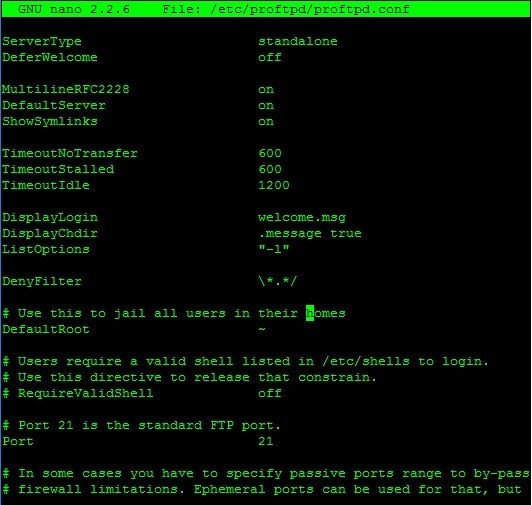 GNU nano 2.2.6    File: /etc/proftpd/proftpd.conf
ServerType                      standalone
DeferWelcome                    off
MultilineRFC2228                on
DefaultServer                   on
ShowSymlinks                    on
TimeoutNoTransfer               600
TimeoutStalled                  600
TimeoutIdle                     1200
DisplayLogin                    welcome.msg
DisplayChdir                    .message true
ListOptions                     "-l"
DenyFilter                      \*.*/
# Use this to jail all users in their homes
DefaultRoot                     ~
# Users require a valid shell listed in /etc/shells to login.
# Use this directive to release that constrain.
# RequireValidShell             off
# Port 21 is the standard FTP port.
Port                            21
# In some cases you have to specify passive ports range to by-pass
# firewall limitations. Ephemeral ports can be used for that, but